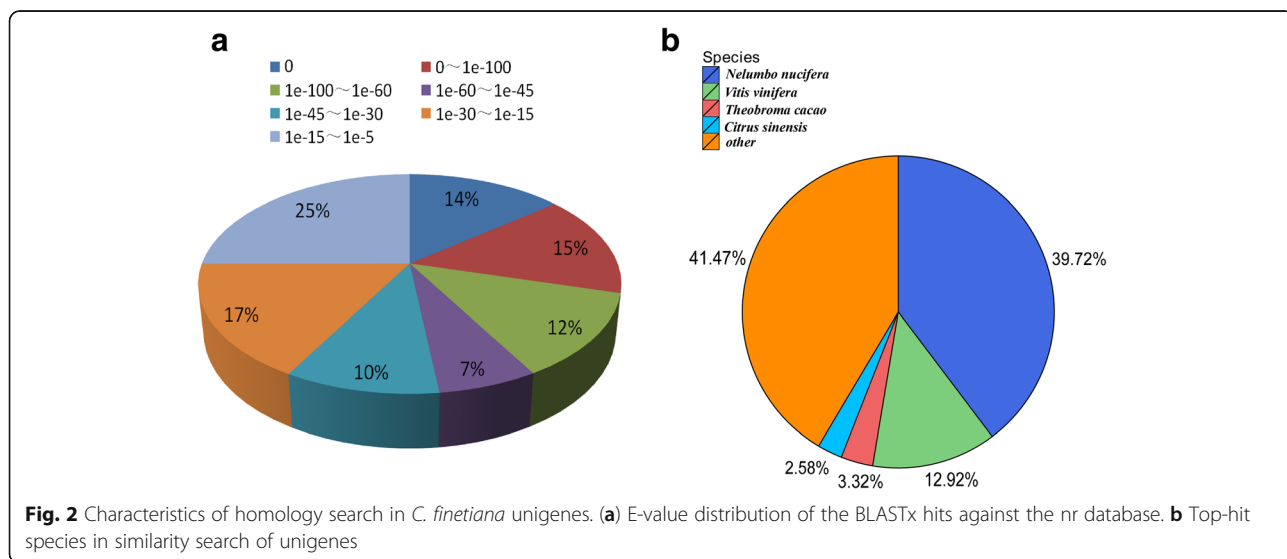 a
0
0～1e-100
1e-100～1e-60
1e-60～1e-45
1e-45～1e-30
1e-30～1e-15
1e-15～1e-5
14%
15%
12%
7%
10%
17%
25%
b
Species
Nelumbo nucifera
Vitis vinifera
Theobroma cacao
Citrus sinensis
other
41.47%
39.72%
2.58%
3.32%
12.92%
Fig. 2 Characteristics of homology search in C. finetiana unigenes. (a) E-value distribution of the BLASTx hits against the nr database. b Top-hit
species in similarity search of unigenes